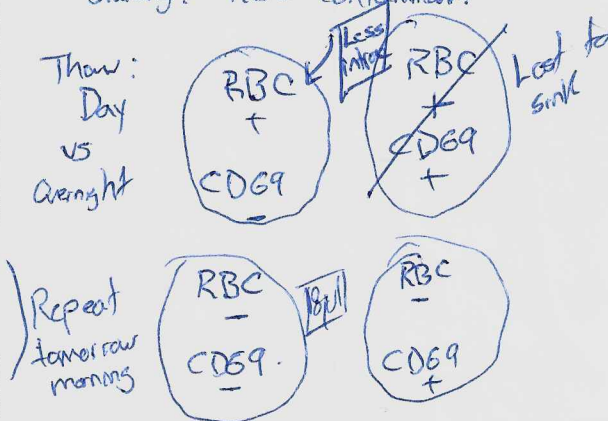 Thaw:
Day
vs
Overnight
RBC
+
CD69
-
Less
RBC
+
CD69
+
Lost to
sink
Repeat
tomorrow
morning
RBC
-
CD69.
-
18µl
RBC
-
CD69
+